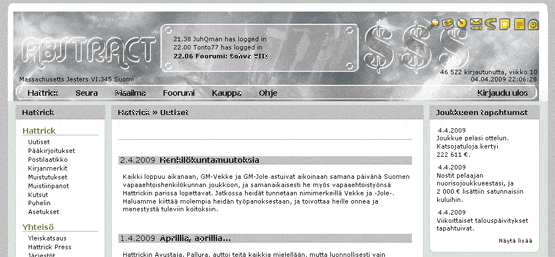 ABSTRACT
21.38 JuhQman has logged in
22.00 Tonto77 has logged in
22.06 Foorumi:
$$$
Massachusetts Jesters VI.345 Suomi
46 522 kirjautunutta, viikko 10
04.04.2009 22:06:28
Hattrick Seura Maailma Foorumi Kauppa Ohje Kirjaudu ulos
Hattrick
Hattrick
Uutiset
Pääkirjoitukset
Postilaatikko
Kirjanmerkit
Muistutukset
Muistiinpanot
Kutsut
Puhelin
Asetukset
Yhteisö
Yleiskatsaus
Hattrick Press
Järjestöt
Hattrick » Uutiset
2.4.2009 Henkilökuntamuutoksia
Kaikki loppuu aikanaan, GM-Vekke ja GM-Jole astuivat aikoinaan samana päivänä Suomen
vapaaehtoishenkilökunnan joukkoon, ja samanaikaisesti he myös vapaaehtoistyönsä
Hattrickin parissa lopettavat. Jatkossa heidät tunnetaan nimimerkeillä Vekke ja -Jole-.
Haluamme kiittää molempia heidän työpanoksestaan, ja toivottaa heille onnea ja
menestystä tuleviin koitoksiin.
1.4.2009 Aprillia, aprillia...
Hattrickin Avustaja, Pallura, auttoi teitä kaikkia mielellään, mutta luonnollisesti vain
Joukkueen tapahtumat
4.4.2009
Joukkue pelasi ottelun.
Katsojatuloja kertyi
222 611 €.
4.4.2009
Nostit pelaajan
nuorisojoukkueestasi, ja
2 000 € lisättiin satunnaisiin
kuluihin.
4.4.2009
Viikoittaiset talouspäivitykset
tapahtuivat.
Näytä lisää